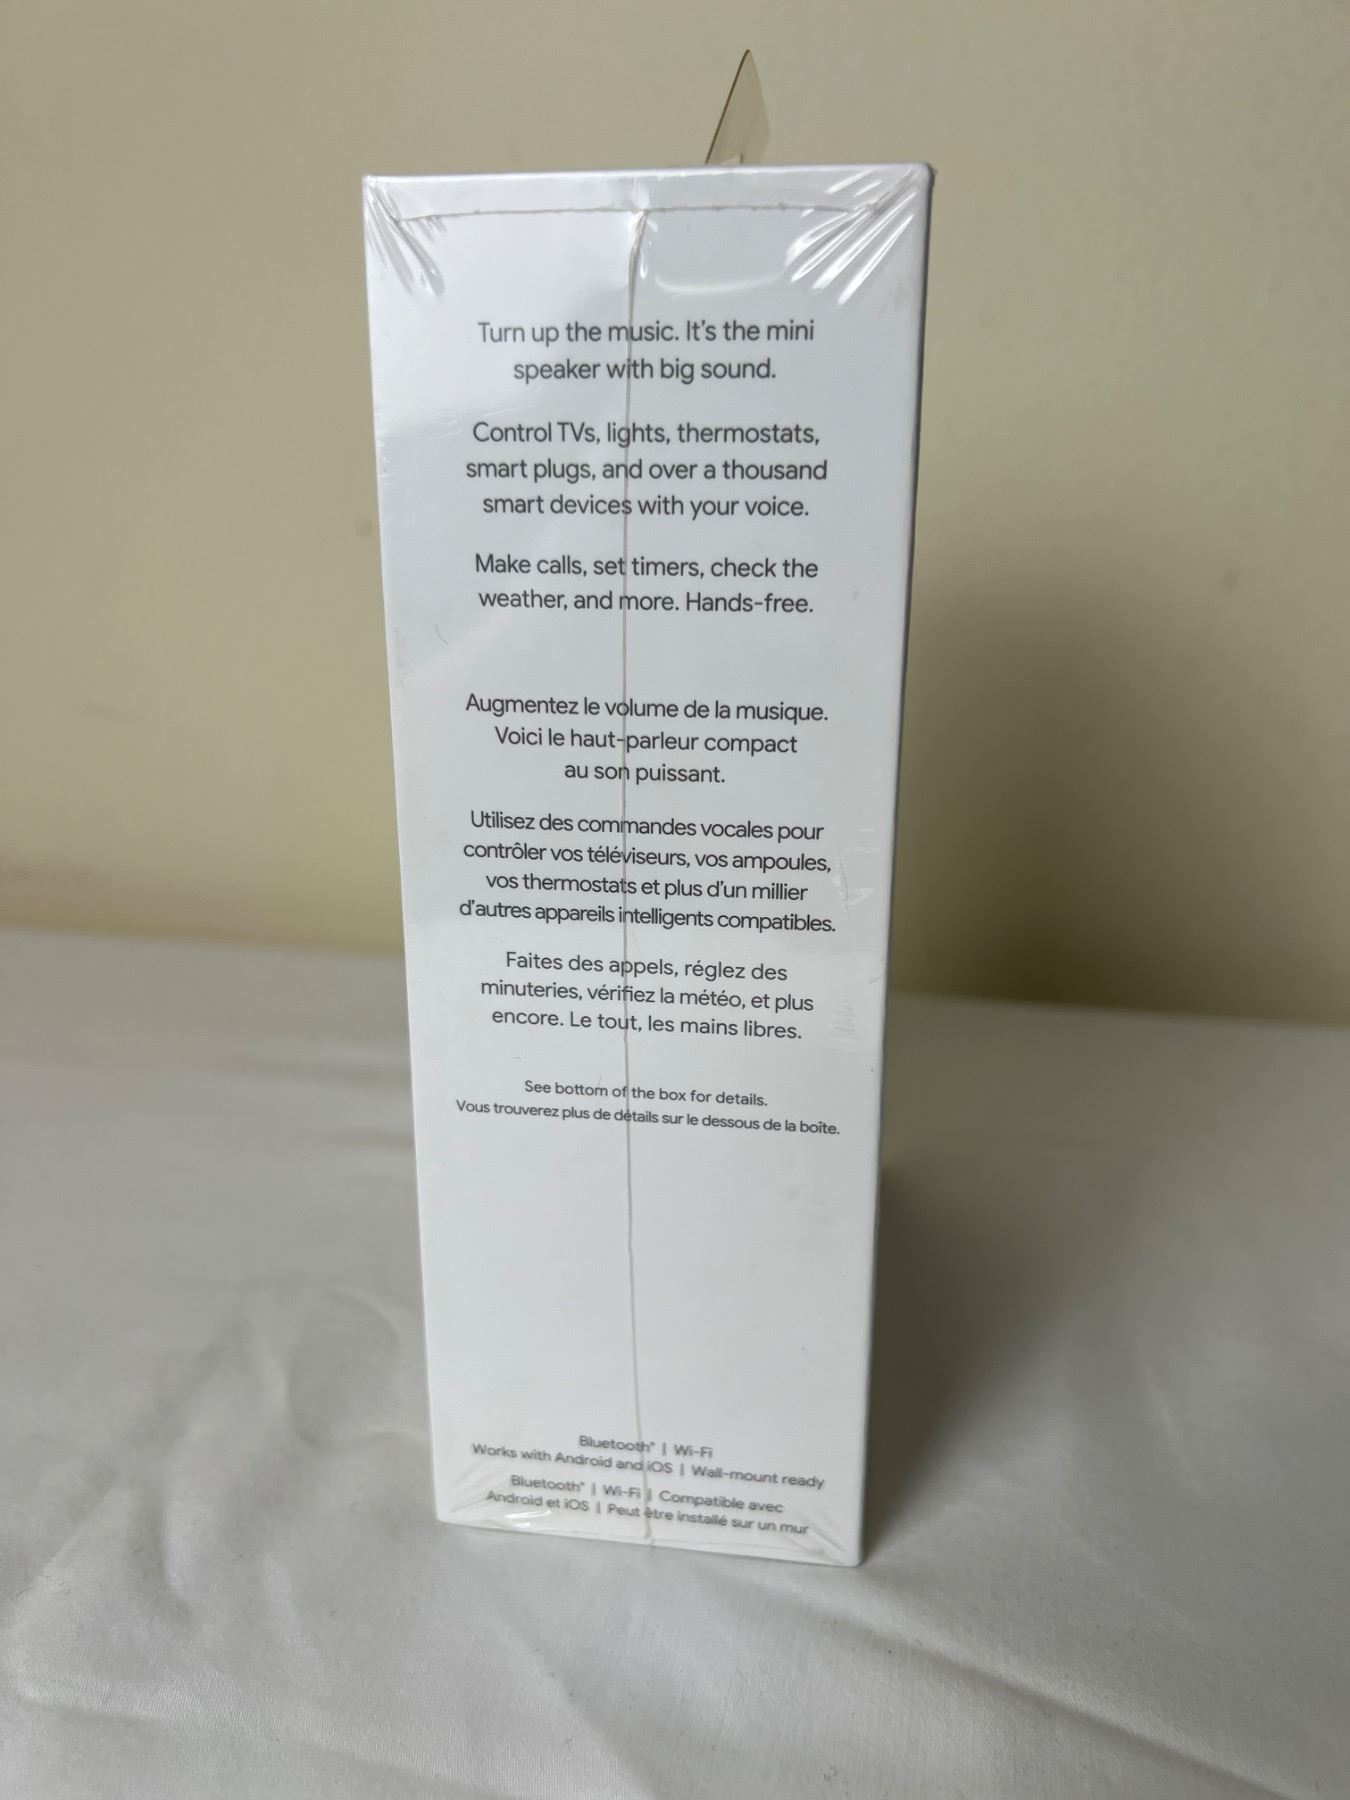 Turn up the music. It's the mini
speaker with big sound.
Control TVs, lights, thermostats,
smart plugs, and over a thousand
smart devices with your voice.
Make calls, set timers, check the
weather, and more. Hands-free.
Augmentez le volume de la musique.
Voici le haut-parleur compact
au son puissant.
Utilisez des commandes vocales pour
contrôler vos téléviseurs, vos ampoules,
vos thermostats et plus d'un millier
d'autres appareils intelligents compatibles.
Faites des appels, réglez des
minuteries, vérifiez la météo, et plus
encore. Le tout, les mains libres.
See bottom of the box for details.
Vous trouverez plus de détails sur le dessous de la boîte.
Bluetooth® | Wi-Fi
Works with Android and iOS | Wall-mount ready
Bluetooth® | Wi-Fi | Compatible avec
Android et iOS | Peut être installé sur un mur